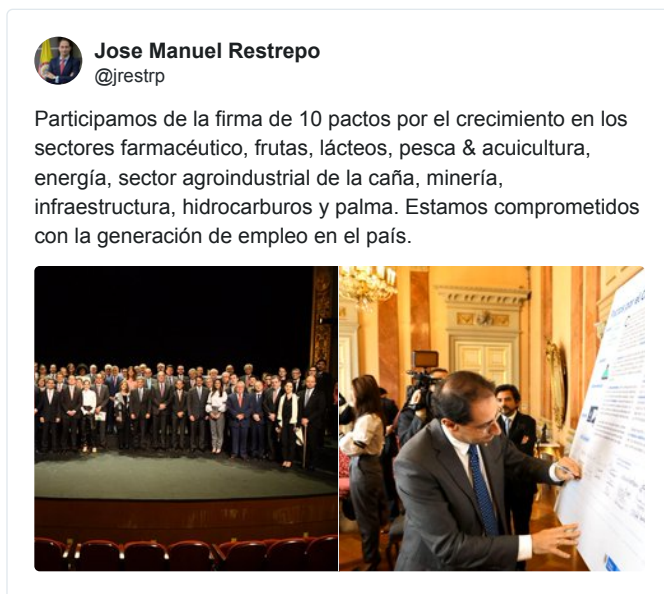 Jose Manuel Restrepo
@jrestrp
Participamos de la firma de 10 pactos por el crecimiento en los
sectores farmacéutico, frutas, lácteos, pesca & acuicultura,
energía, sector agroindustrial de la caña, minería,
infraestructura, hidrocarburos y palma. Estamos comprometidos
con la generación de empleo en el país.